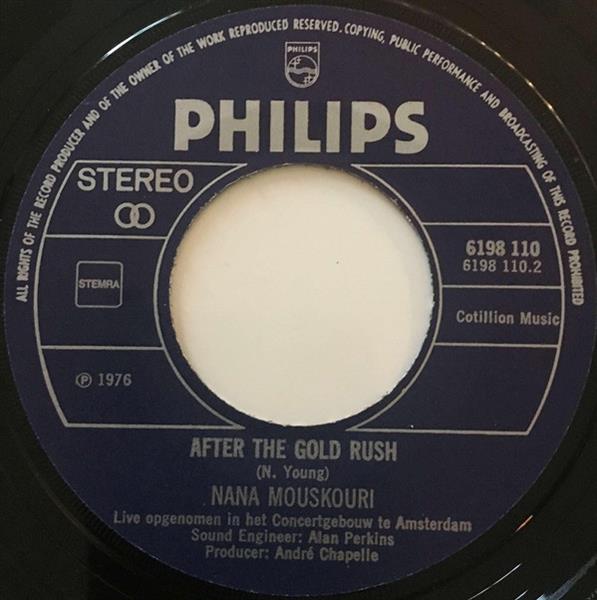 ALL RIGHTS OF THE RECORD PRODUCER AND OF THE OWNER OF THE WORK REPRODUCED RESERVED. COPYING, PUBLIC PERFORMANCE AND BROADCASTING OF THIS RECORD PROHIBITED
PHILIPS
PHILIPS
STEREO
6198 110
6198 110.2
STEMRA
Cotillion Music
Ⓟ 1976
AFTER THE GOLD RUSH
(N. Young)
NANA MOUSKOURI
Live opgenomen in het Concertgebouw te Amsterdam
Sound Engineer: Alan Perkins
Producer: André Chapelle